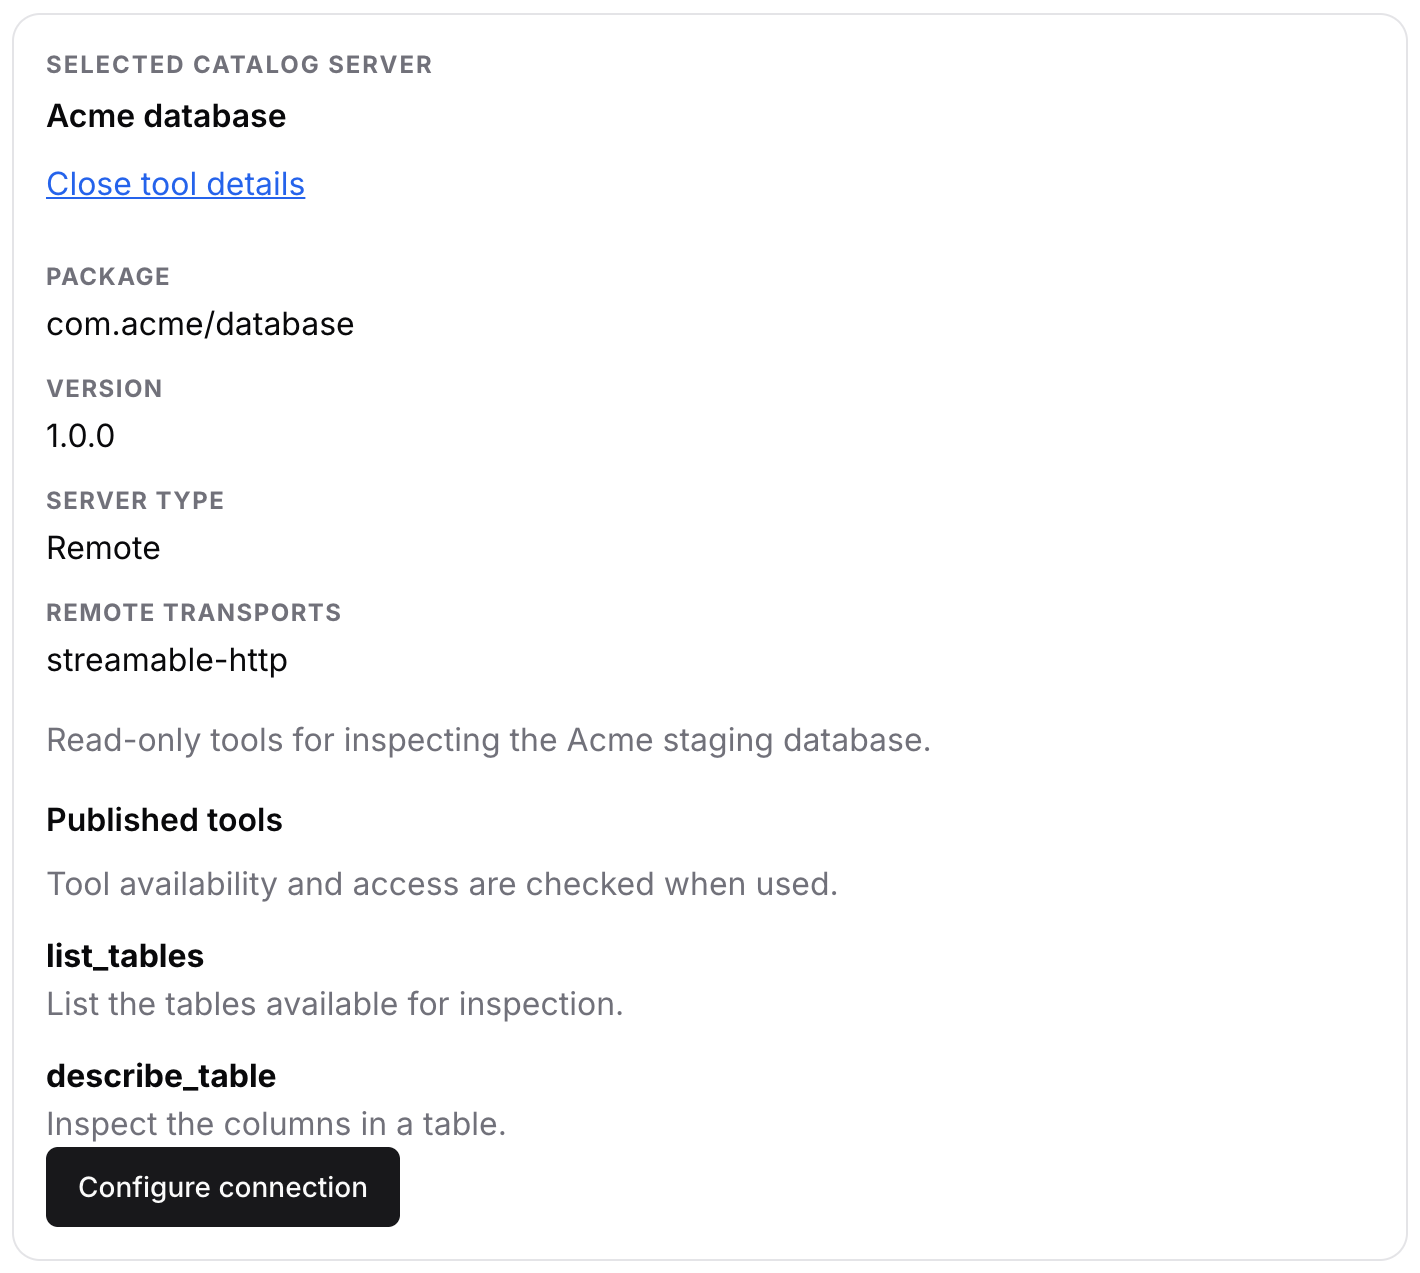 SELECTED CATALOG SERVER
Acme database
Close tool details
PACKAGE
com.acme/database
VERSION
1.0.0
SERVER TYPE
Remote
REMOTE TRANSPORTS
streamable-http
Read-only tools for inspecting the Acme staging database.
Published tools
Tool availability and access are checked when used.
list_tables
List the tables available for inspection.
describe_table
Inspect the columns in a table.
Configure connection